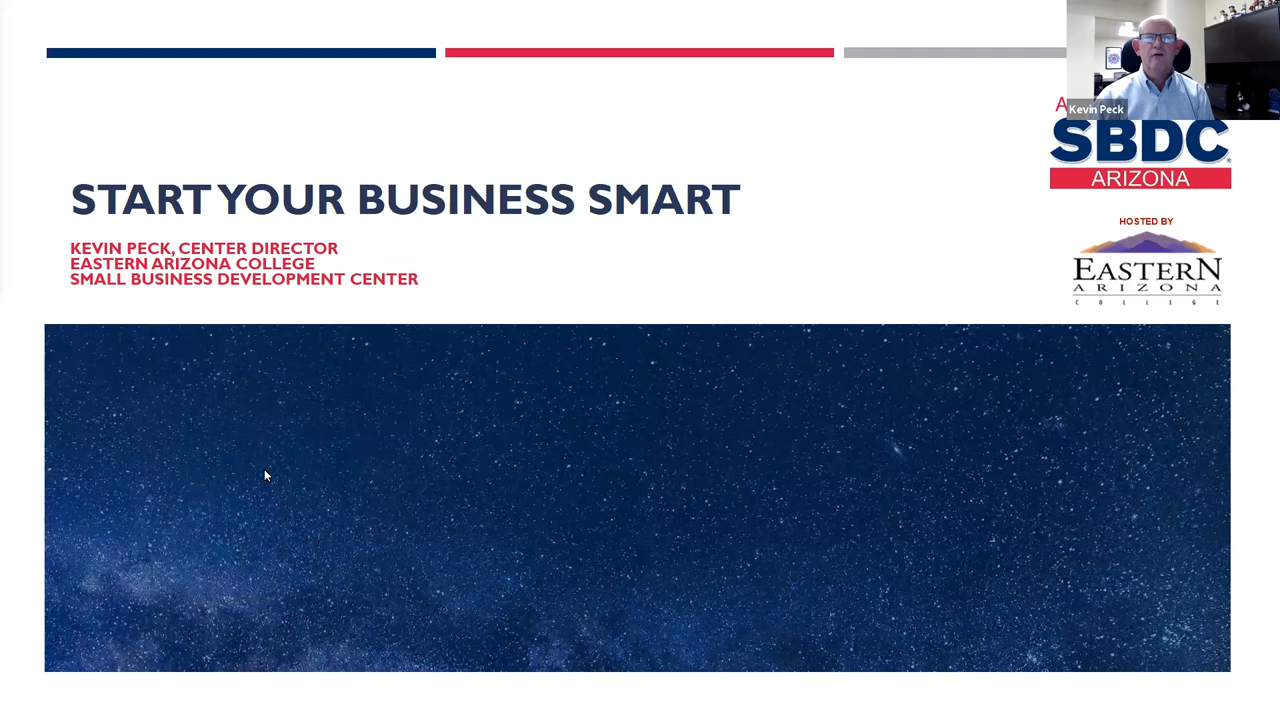 START YOUR BUSINESS SMART
KEVIN PECK, CENTER DIRECTOR
EASTERN ARIZONA COLLEGE
SMALL BUSINESS DEVELOPMENT CENTER
Kevin Peck
SBDC
ARIZONA
HOSTED BY
EASTERN
ARIZONA
COLLEGE